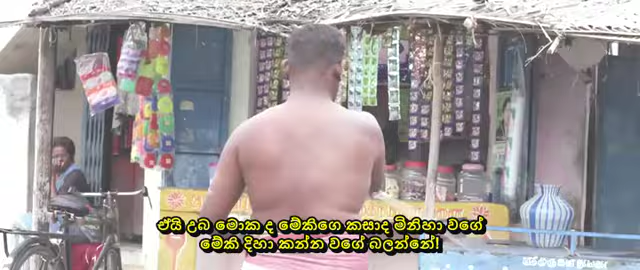 ඒයි උබ මොක ද මේකිගෙ කසාද මිනිහා වගේ
මේකි දිහා කන්න වගේ බලන්නේ!